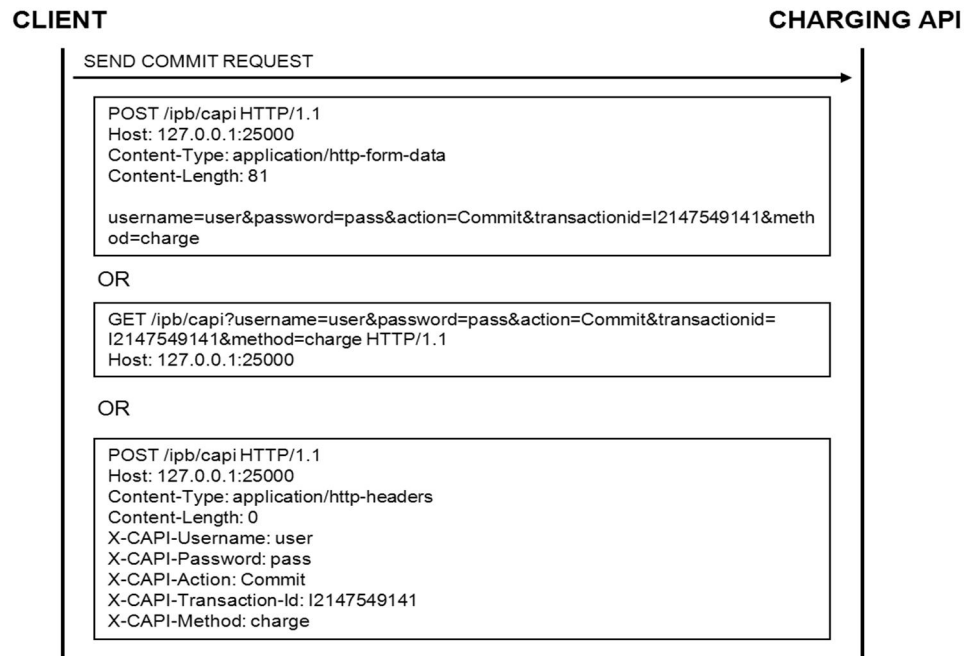 CLIENT
CHARGING API
SEND COMMIT REQUEST
POST /ipb/capi HTTP/1.1
Host: 127.0.0.1:25000
Content-Type: application/http-form-data
Content-Length: 81
username=user&password=pass&action=Commit&transactionid=I2147549141&meth
od=charge
OR
GET /ipb/capi?username=user&password=pass&action=Commit&transactionid=
I2147549141&method=charge HTTP/1.1
Host: 127.0.0.1:25000
OR
POST /ipb/capi HTTP/1.1
Host: 127.0.0.1:25000
Content-Type: application/http-headers
Content-Length: 0
X-CAPI-Username: user
X-CAPI-Password: pass
X-CAPI-Action: Commit
X-CAPI-Transaction-Id: I2147549141
X-CAPI-Method: charge